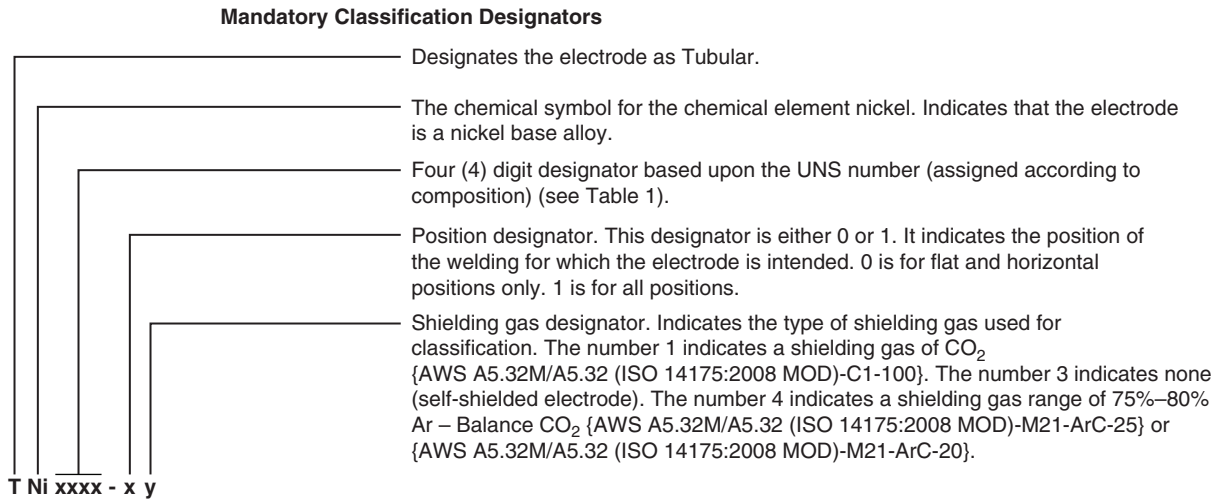 Mandatory Classification Designators
Designates the electrode as Tubular.
The chemical symbol for the chemical element nickel. Indicates that the electrode
is a nickel base alloy.
Four (4) digit designator based upon the UNS number (assigned according to
composition) (see Table 1).
Position designator. This designator is either 0 or 1. It indicates the position of
the welding for which the electrode is intended. 0 is for flat and horizontal
positions only. 1 is for all positions.
Shielding gas designator. Indicates the type of shielding gas used for
classification. The number 1 indicates a shielding gas of CO₂
{AWS A5.32M/A5.32 (ISO 14175:2008 MOD)-C1-100}. The number 3 indicates none
(self-shielded electrode). The number 4 indicates a shielding gas range of 75%–80%
Ar – Balance CO₂ {AWS A5.32M/A5.32 (ISO 14175:2008 MOD)-M21-ArC-25} or
{AWS A5.32M/A5.32 (ISO 14175:2008 MOD)-M21-ArC-20}.
T Ni xxxx - x y